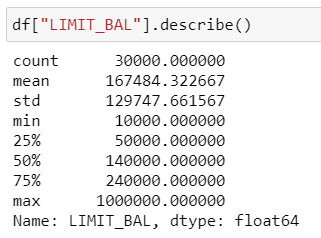 df["LIMIT_BAL"].describe()
count 30000.000000
mean 167484.322667
std 129747.661567
min 10000.000000
25% 50000.000000
50% 140000.000000
75% 240000.000000
max 1000000.000000
Name: LIMIT_BAL, dtype: float64